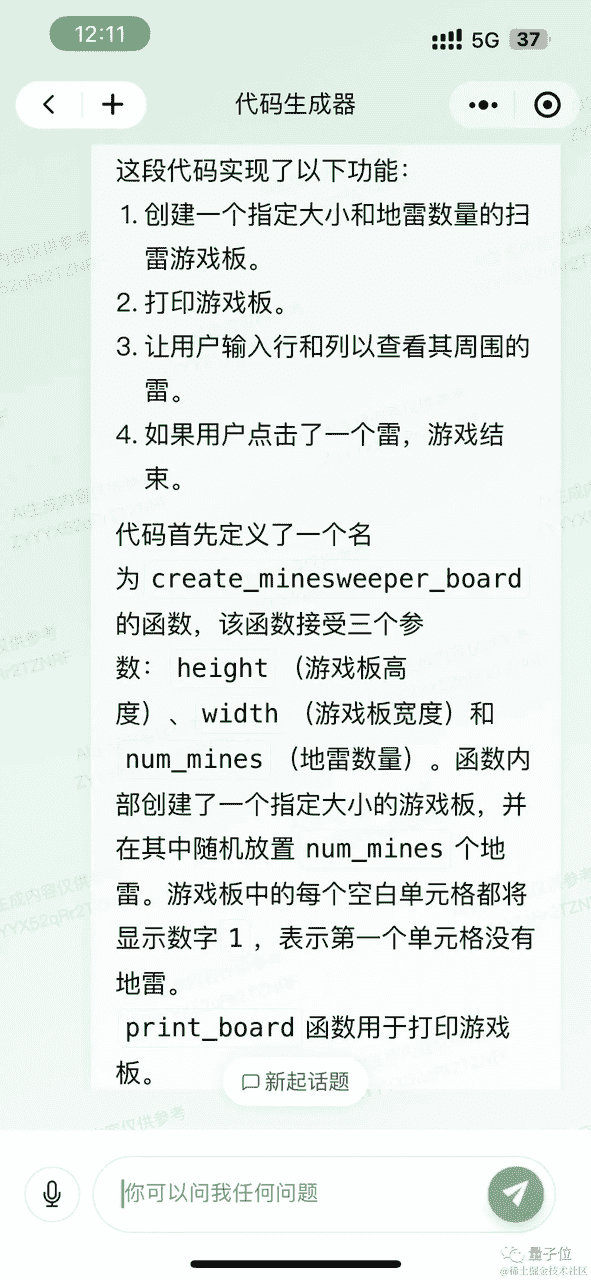 12:11
5G 37
代码生成器
这段代码实现了以下功能：
1. 创建一个指定大小和地雷数量的扫
雷游戏板。
2. 打印游戏板。
3. 让用户输入行和列以查看其周围的
雷。
4. 如果用户点击了一个雷，游戏结
束。
代码首先定义了一个名
为 create_minesweeper_board
的函数，该函数接受三个参
数： height （游戏板高
度）、 width （游戏板宽度）和
num_mines （地雷数量）。函数内
部创建了一个指定大小的游戏板，并
在其中随机放置 num_mines 个地
雷。游戏板中的每个空白单元格都将
显示数字 1 ，表示第一个单元格没有
地雷。
print_board 函数用于打印游戏
板。
新起话题
你可以问我任何问题
量子位
@稀土掘金技术社区